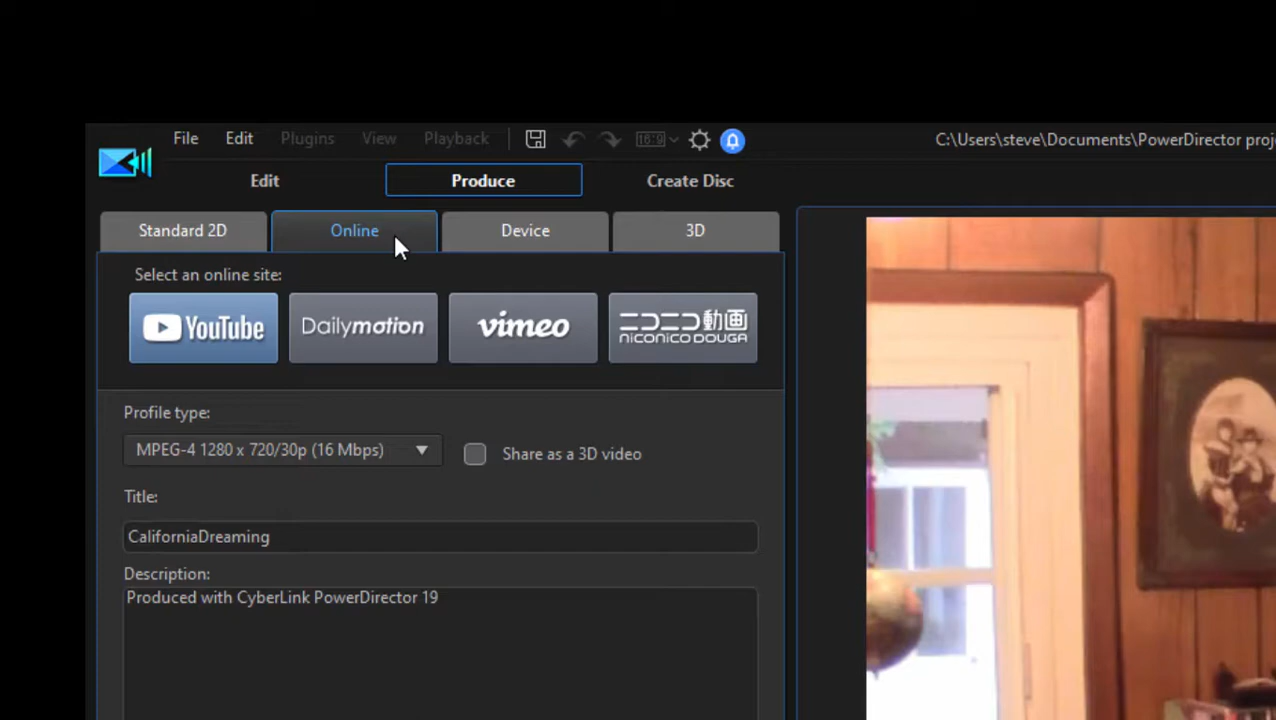 File Edit Plugins View Playback 16:9 C:\Users\steve\Documents\PowerDirector proj
Edit Produce Create Disc
Standard 2D Online Device 3D
Select an online site:
YouTube Dailymotion vimeo ニコニコ動画
NICONICO DOUGA
Profile type:
MPEG-4 1280 x 720/30p (16 Mbps) Share as a 3D video
Title:
CaliforniaDreaming
Description:
Produced with CyberLink PowerDirector 19